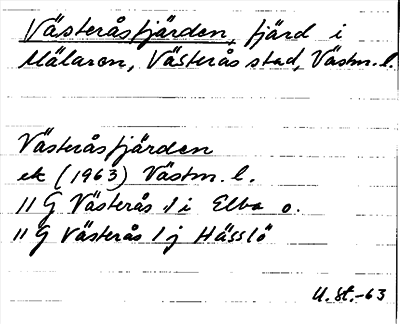 Västeråsfjärden, fjärd i
Mälaren, Västerås stad, Västm. l.
Västeråsfjärden
ek (1963) Västm. l.
11 G Västerås i Elba o.
11 G Västerås 1 j Hässlö
U. St. -63